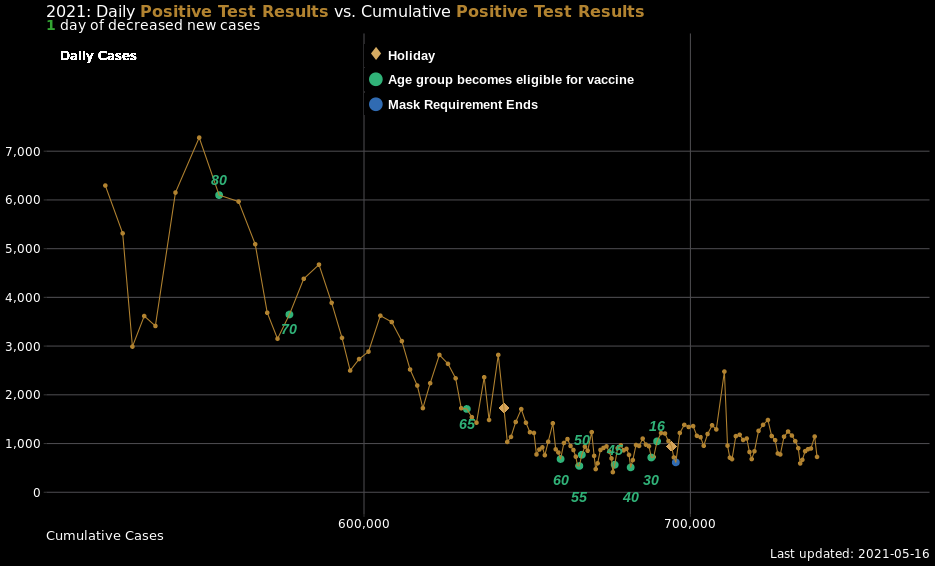 2021: Daily Positive Test Results vs. Cumulative Positive Test Results
1 day of decreased new cases
Daily Cases
Holiday
Age group becomes eligible for vaccine
Mask Requirement Ends
7,000
6,000
5,000
4,000
3,000
2,000
1,000
0
80
70
65
60
55
50
45
40
30
16
600,000
700,000
Cumulative Cases
Last updated: 2021-05-16